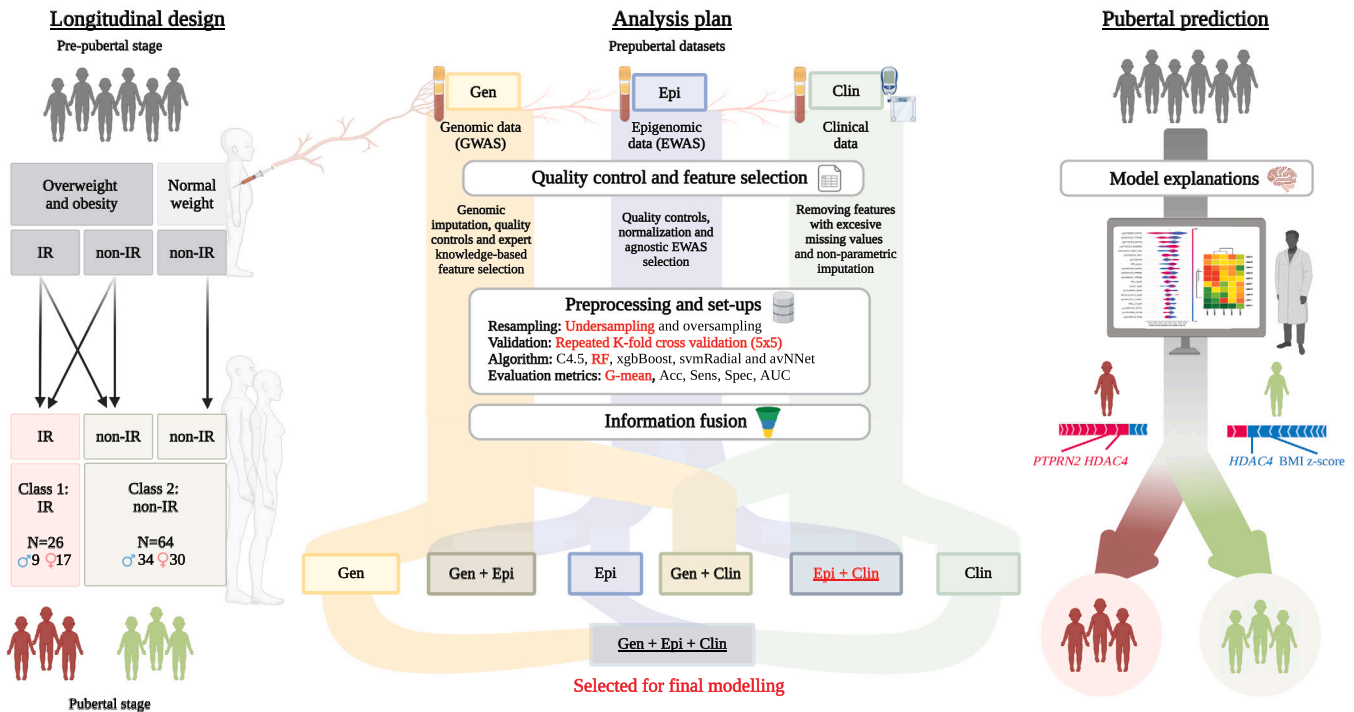 Longitudinal design
Pre-pubertal stage
Overweight
and obesity
Normal
weight
IR
non-IR
non-IR
IR
non-IR
non-IR
Class 1:
IR
N=26
♂9 ♀17
Class 2:
non-IR
N=64
♂34 ♀30
Pubertal stage
Analysis plan
Prepubertal datasets
Gen
Epi
Clin
Genomic data
(GWAS)
Epigenomic
data (EWAS)
Clinical
data
Quality control and feature selection
Genomic
imputation, quality
controls and expert
knowledge-based
feature selection
Quality controls,
normalization and
agnostic EWAS
selection
Removing features
with excesive
missing values
and non-parametric
imputation
Preprocessing and set-ups
Resampling: Undersampling and oversampling
Validation: Repeated K-fold cross validation (5x5)
Algorithm: C4.5, RF, xgbBoost, svmRadial and avNNet
Evaluation metrics: G-mean, Acc, Sens, Spec, AUC
Information fusion
Gen
Gen + Epi
Epi
Gen + Clin
Epi + Clin
Clin
Gen + Epi + Clin
Selected for final modelling
Pubertal prediction
Model explanations
PTPRN2 HDAC4
HDAC4 BMI z-score